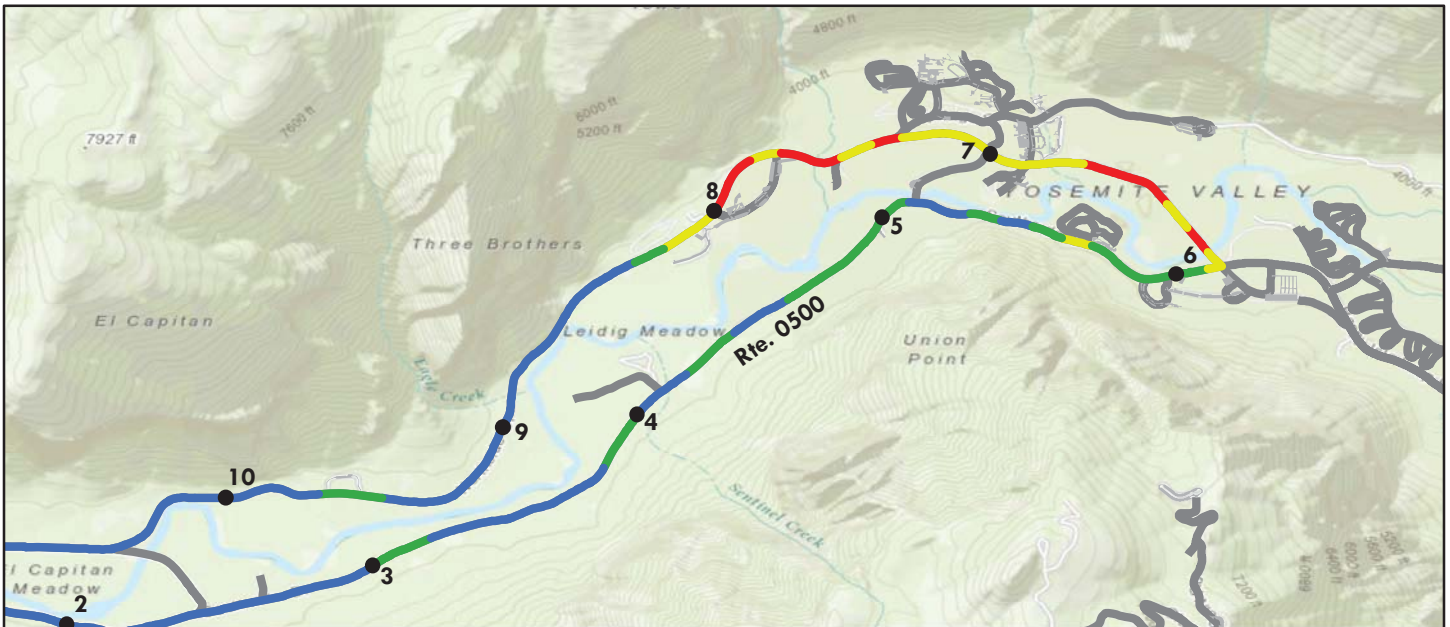 4800 ft
4000 ft
6000 ft
5200 ft
7600 ft
7927 ft
7
8
YOSEMITE VALLEY
4000 ft
5
Three Brothers
6
El Capitan
Leidig Meadow
Rte. 0500
Union
Point
Eagle Creek
4
9
10
Sentinel Creek
3
El Capitan
Meadow
2
7200 ft
6800 ft
6400 ft
6000 ft
5600 ft
5200 ft